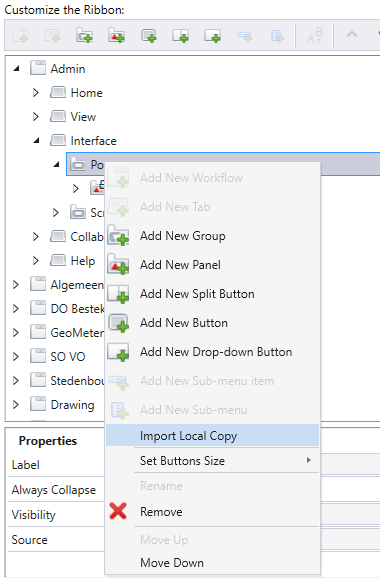 Customize the Ribbon:
Admin
Home
View
Interface
Po
Sc
Collab
Help
Algemeen
DO Bestek
GeoMeten
SO VO
Stedenbou
Drawing
Add New Workflow
Add New Tab
Add New Group
Add New Panel
Add New Split Button
Add New Button
Add New Drop-down Button
Add New Sub-menu item
Add New Sub-menu
Import Local Copy
Set Buttons Size
Rename
Remove
Move Up
Move Down
Properties
Label
Always Collapse
Visibility
Source